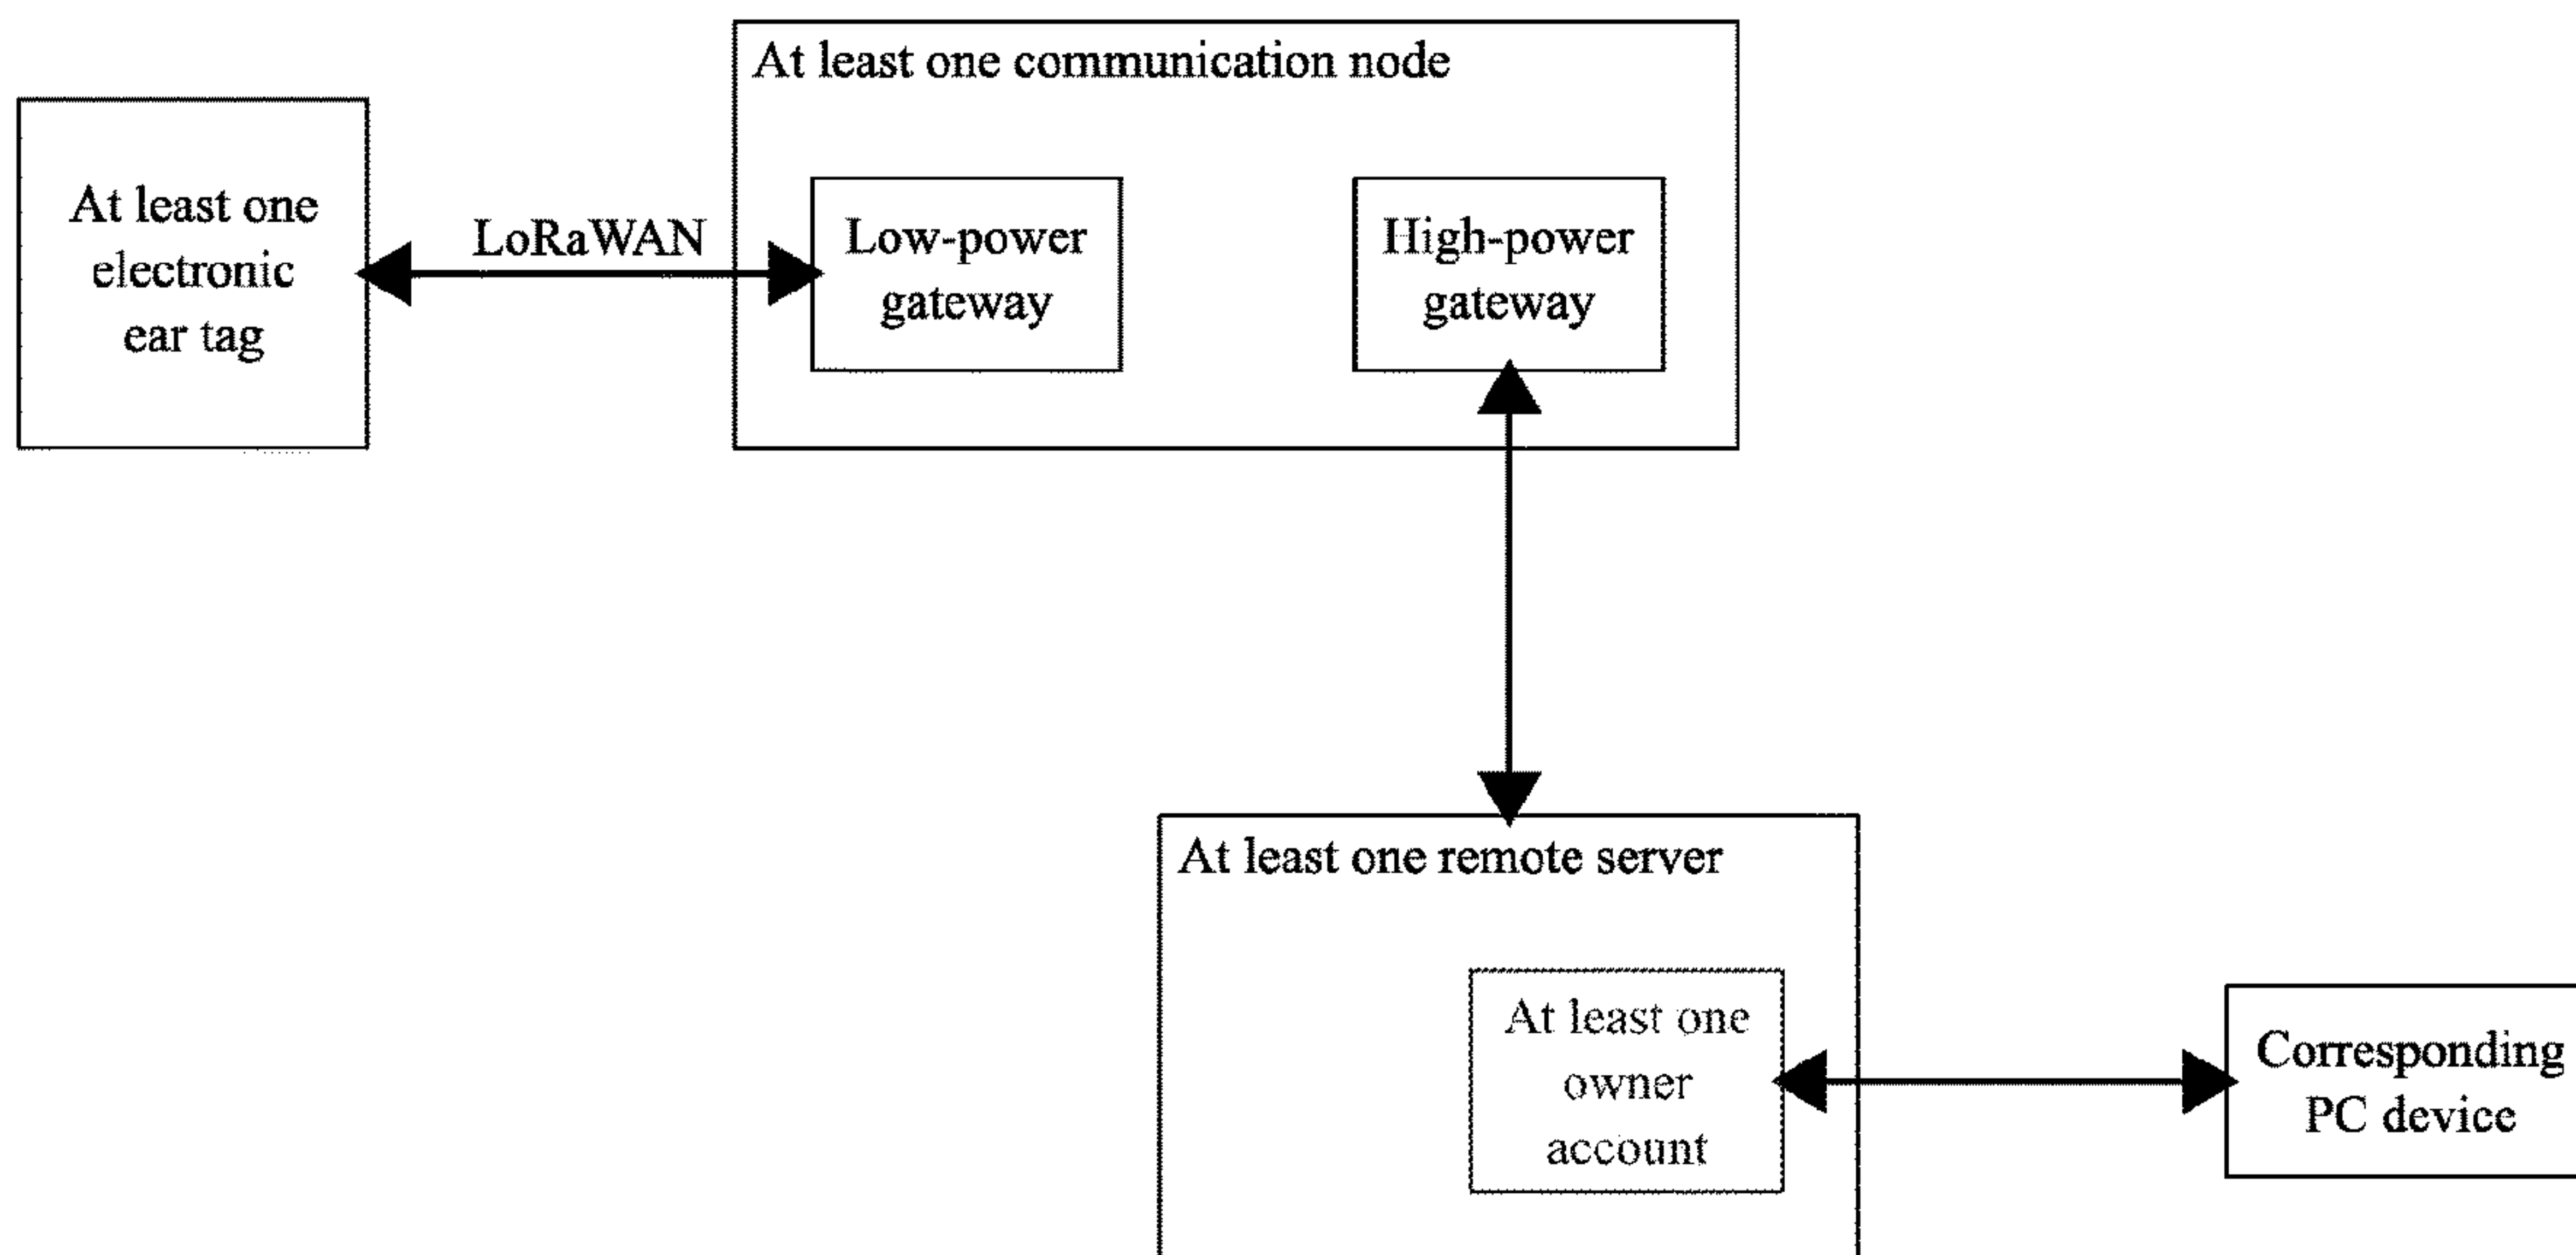 At least one communication node
At least one
electronic
ear tag
LoRaWAN
Low-power
gateway
High-power
gateway
At least one remote server
At least one
owner
account
Corresponding
PC device